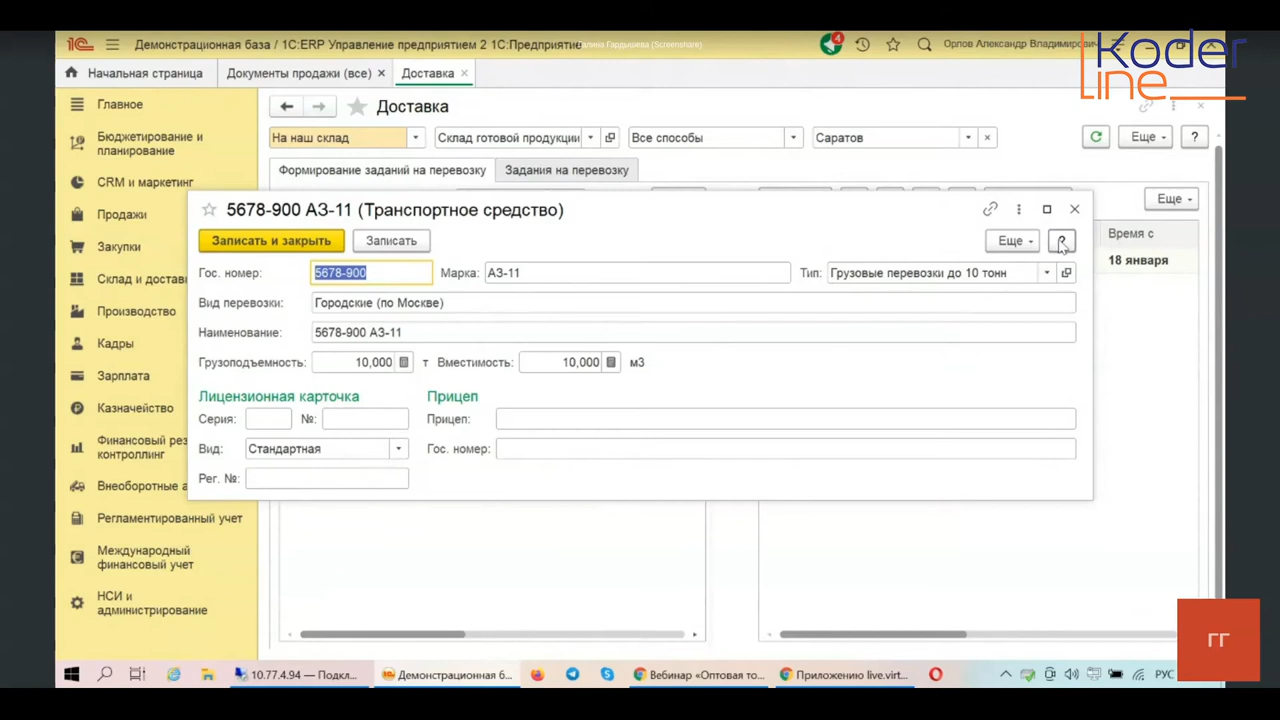 Демонстрационная база / 1С:ERP Управление предприятием 2 1С:Предприятие
Галина Гардышева (Screenshare)
4
Орлов Александр Владимирович
Koder
line
Начальная страница
Документы продажи (все) ×
Доставка ×
Главное
Бюджетирование и
планирование
CRM и маркетинг
Продажи
Закупки
Склад и достав
Производство
Кадры
Зарплата
Казначейство
Финансовый рез
контроллинг
Внеоборотные а
Регламентированный учет
Международный
финансовый учет
НСИ и
администрирование
Доставка
На наш склад
Склад готовой продукции
Все способы
Саратов
Еще
?
Формирование заданий на перевозку
Задания на перевозку
Еще
Время с
18 января
5678-900 АЗ-11 (Транспортное средство)
Записать и закрыть
Записать
Еще
Гос. номер: 5678-900
Марка: АЗ-11
Тип: Грузовые перевозки до 10 тонн
Вид перевозки: Городские (по Москве)
Наименование: 5678-900 АЗ-11
Грузоподъемность: 10,000 т Вместимость: 10,000 м3
Лицензионная карточка
Прицеп
Серия: №:
Прицеп:
Вид: Стандартная
Гос. номер:
Рег. №:
ГГ
10.77.4.94 — Подкл...
Демонстрационная б...
Вебинар «Оптовая то...
Приложению live.virt...
РУС